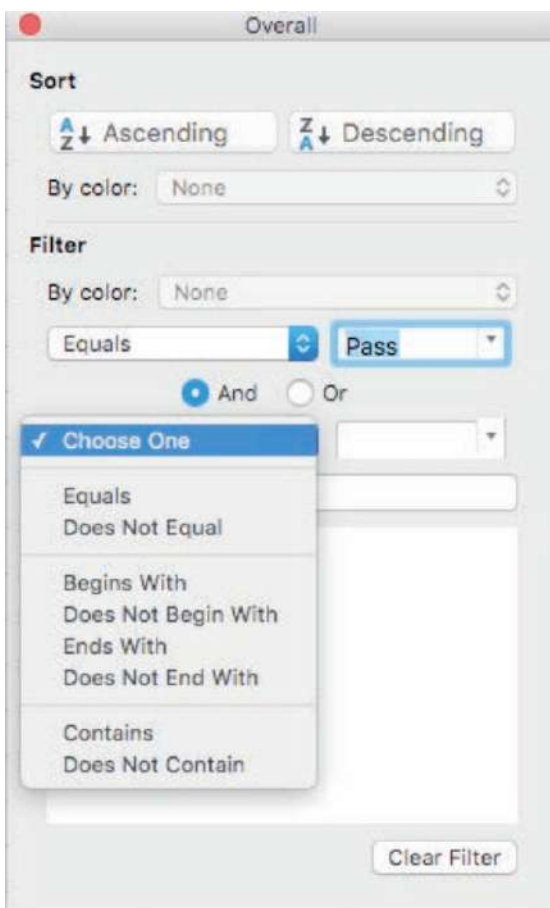 Overall
Sort
A Z ↓ Ascending Z A ↓ Descending
By color: None
Filter
By color: None
Equals Pass
And Or
✓ Choose One
Equals
Does Not Equal
Begins With
Does Not Begin With
Ends With
Does Not End With
Contains
Does Not Contain
Clear Filter